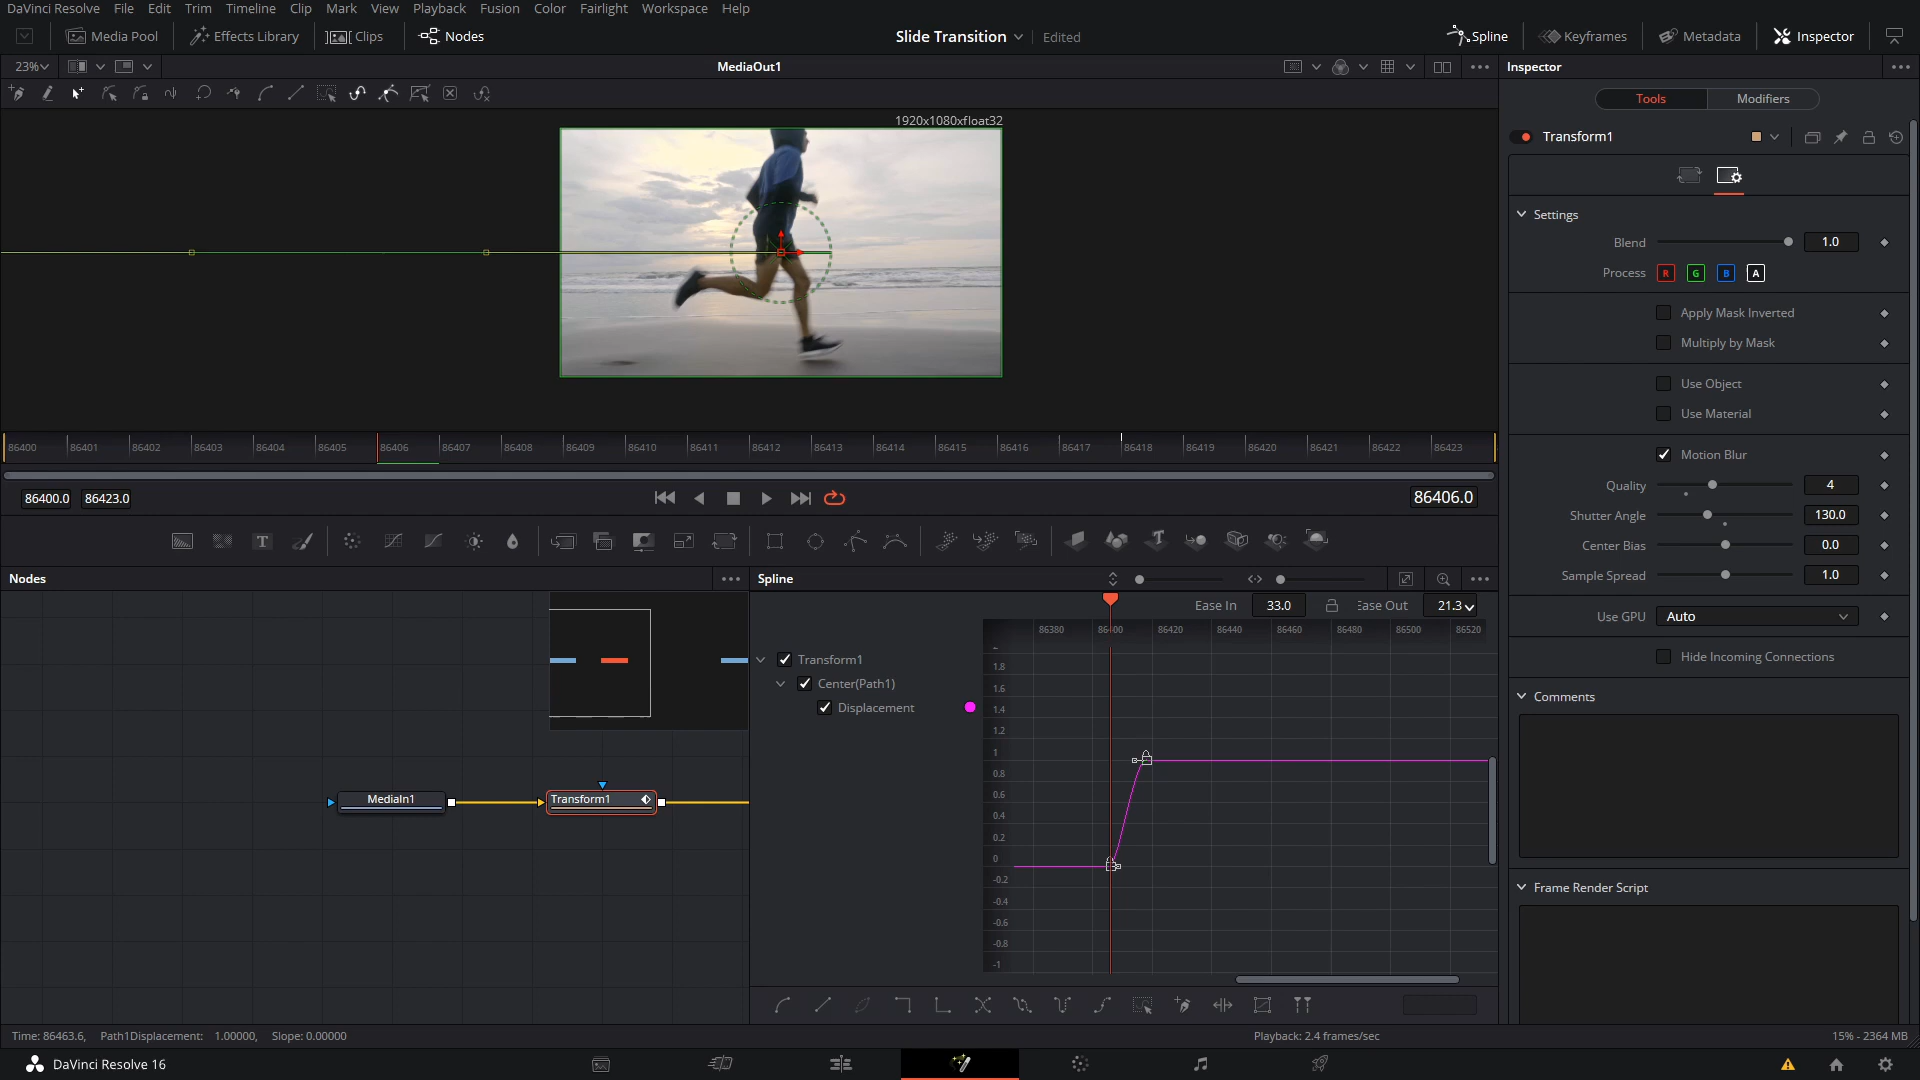 DaVinci Resolve File Edit Trim Timeline Clip Mark View Playback Fusion Color Fairlight Workspace Help
Media Pool Effects Library Clips Nodes Slide Transition Edited Spline Keyframes Metadata Inspector
23% MediaOut1 Inspector
Tools Modifiers
1920x1080xfloat32
Transform1
Settings
Blend 1.0
Process R G B A
Apply Mask Inverted
Multiply by Mask
Use Object
Use Material
86400 86401 86402 86403 86404 86405 86406 86407 86408 86409 86410 86411 86412 86413 86414 86415 86416 86417 86418 86419 86420 86421 86422 86423
Motion Blur
Quality 4
86400.0 86423.0 86406.0
Shutter Angle 130.0
Center Bias 0.0
Sample Spread 1.0
Nodes Spline
Ease In 33.0 Ease Out 21.3
Use GPU Auto
86380 86400 86420 86440 86460 86480 86500 86520
Hide Incoming Connections
Transform1
1.8
Center(Path1)
1.6
Comments
Displacement
1.4
1.2
1
0.8
0.6
MediaIn1 Transform1
0.4
0.2
0
-0.2
Frame Render Script
-0.4
-0.6
-0.8
-1
Time: 86463.6, Path1Displacement: 1.00000, Slope: 0.00000 Playback: 2.4 frames/sec 15% - 2364 MB
DaVinci Resolve 16